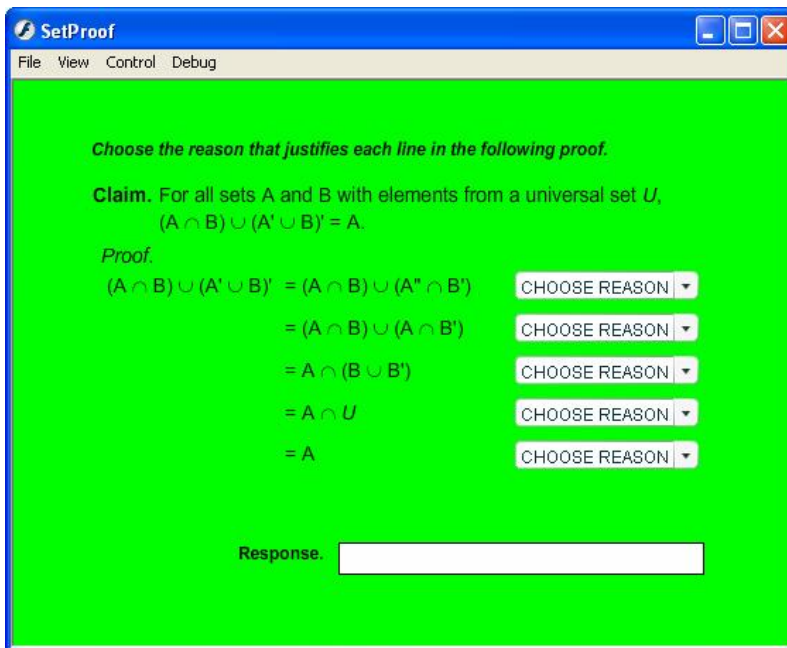 SetProof
File View Control Debug
Choose the reason that justifies each line in the following proof.
Claim. For all sets A and B with elements from a universal set U,
(A ∩ B) ∪ (A' ∪ B)' = A.
Proof.
(A ∩ B) ∪ (A' ∪ B)' = (A ∩ B) ∪ (A'' ∩ B') CHOOSE REASON
= (A ∩ B) ∪ (A ∩ B') CHOOSE REASON
= A ∩ (B ∪ B') CHOOSE REASON
= A ∩ U CHOOSE REASON
= A CHOOSE REASON
Response.